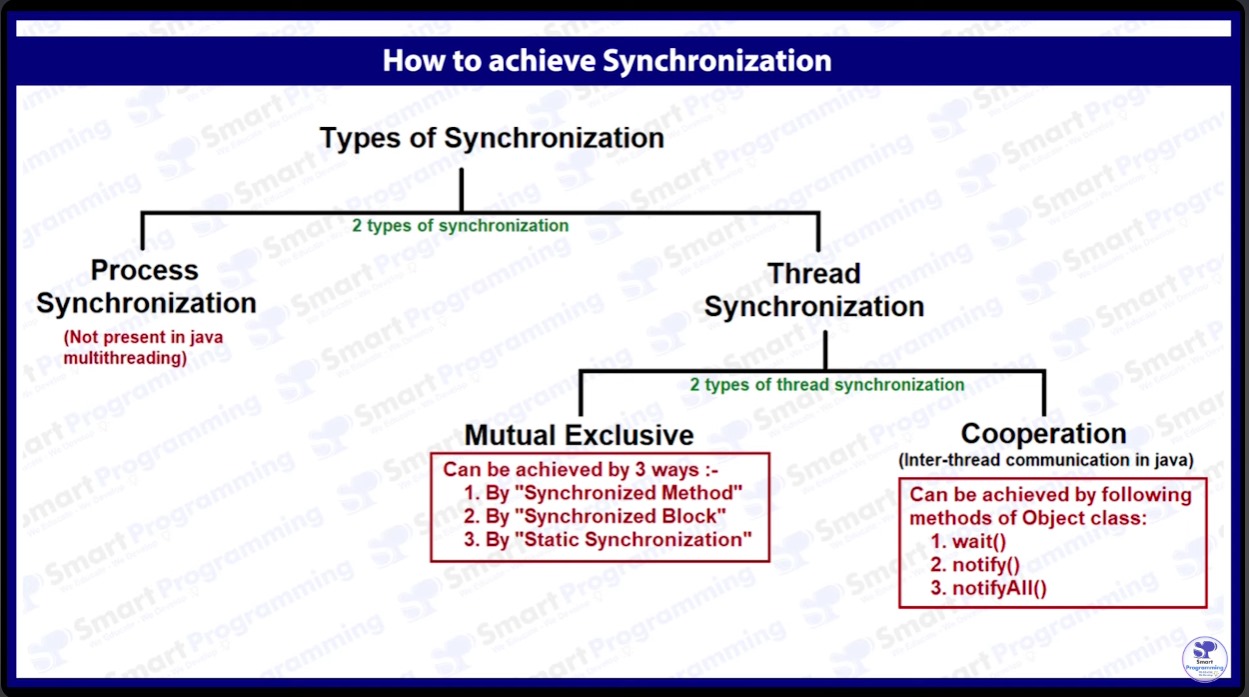 How to achieve Synchronization
Types of Synchronization
2 types of synchronization
Process
Synchronization
(Not present in java
multithreading)
Thread
Synchronization
2 types of thread synchronization
Mutual Exclusive
Can be achieved by 3 ways :-
1. By "Synchronized Method"
2. By "Synchronized Block"
3. By "Static Synchronization"
Cooperation
(Inter-thread communication in java)
Can be achieved by following
methods of Object class:
1. wait()
2. notify()
3. notifyAll()
Smart
Programming